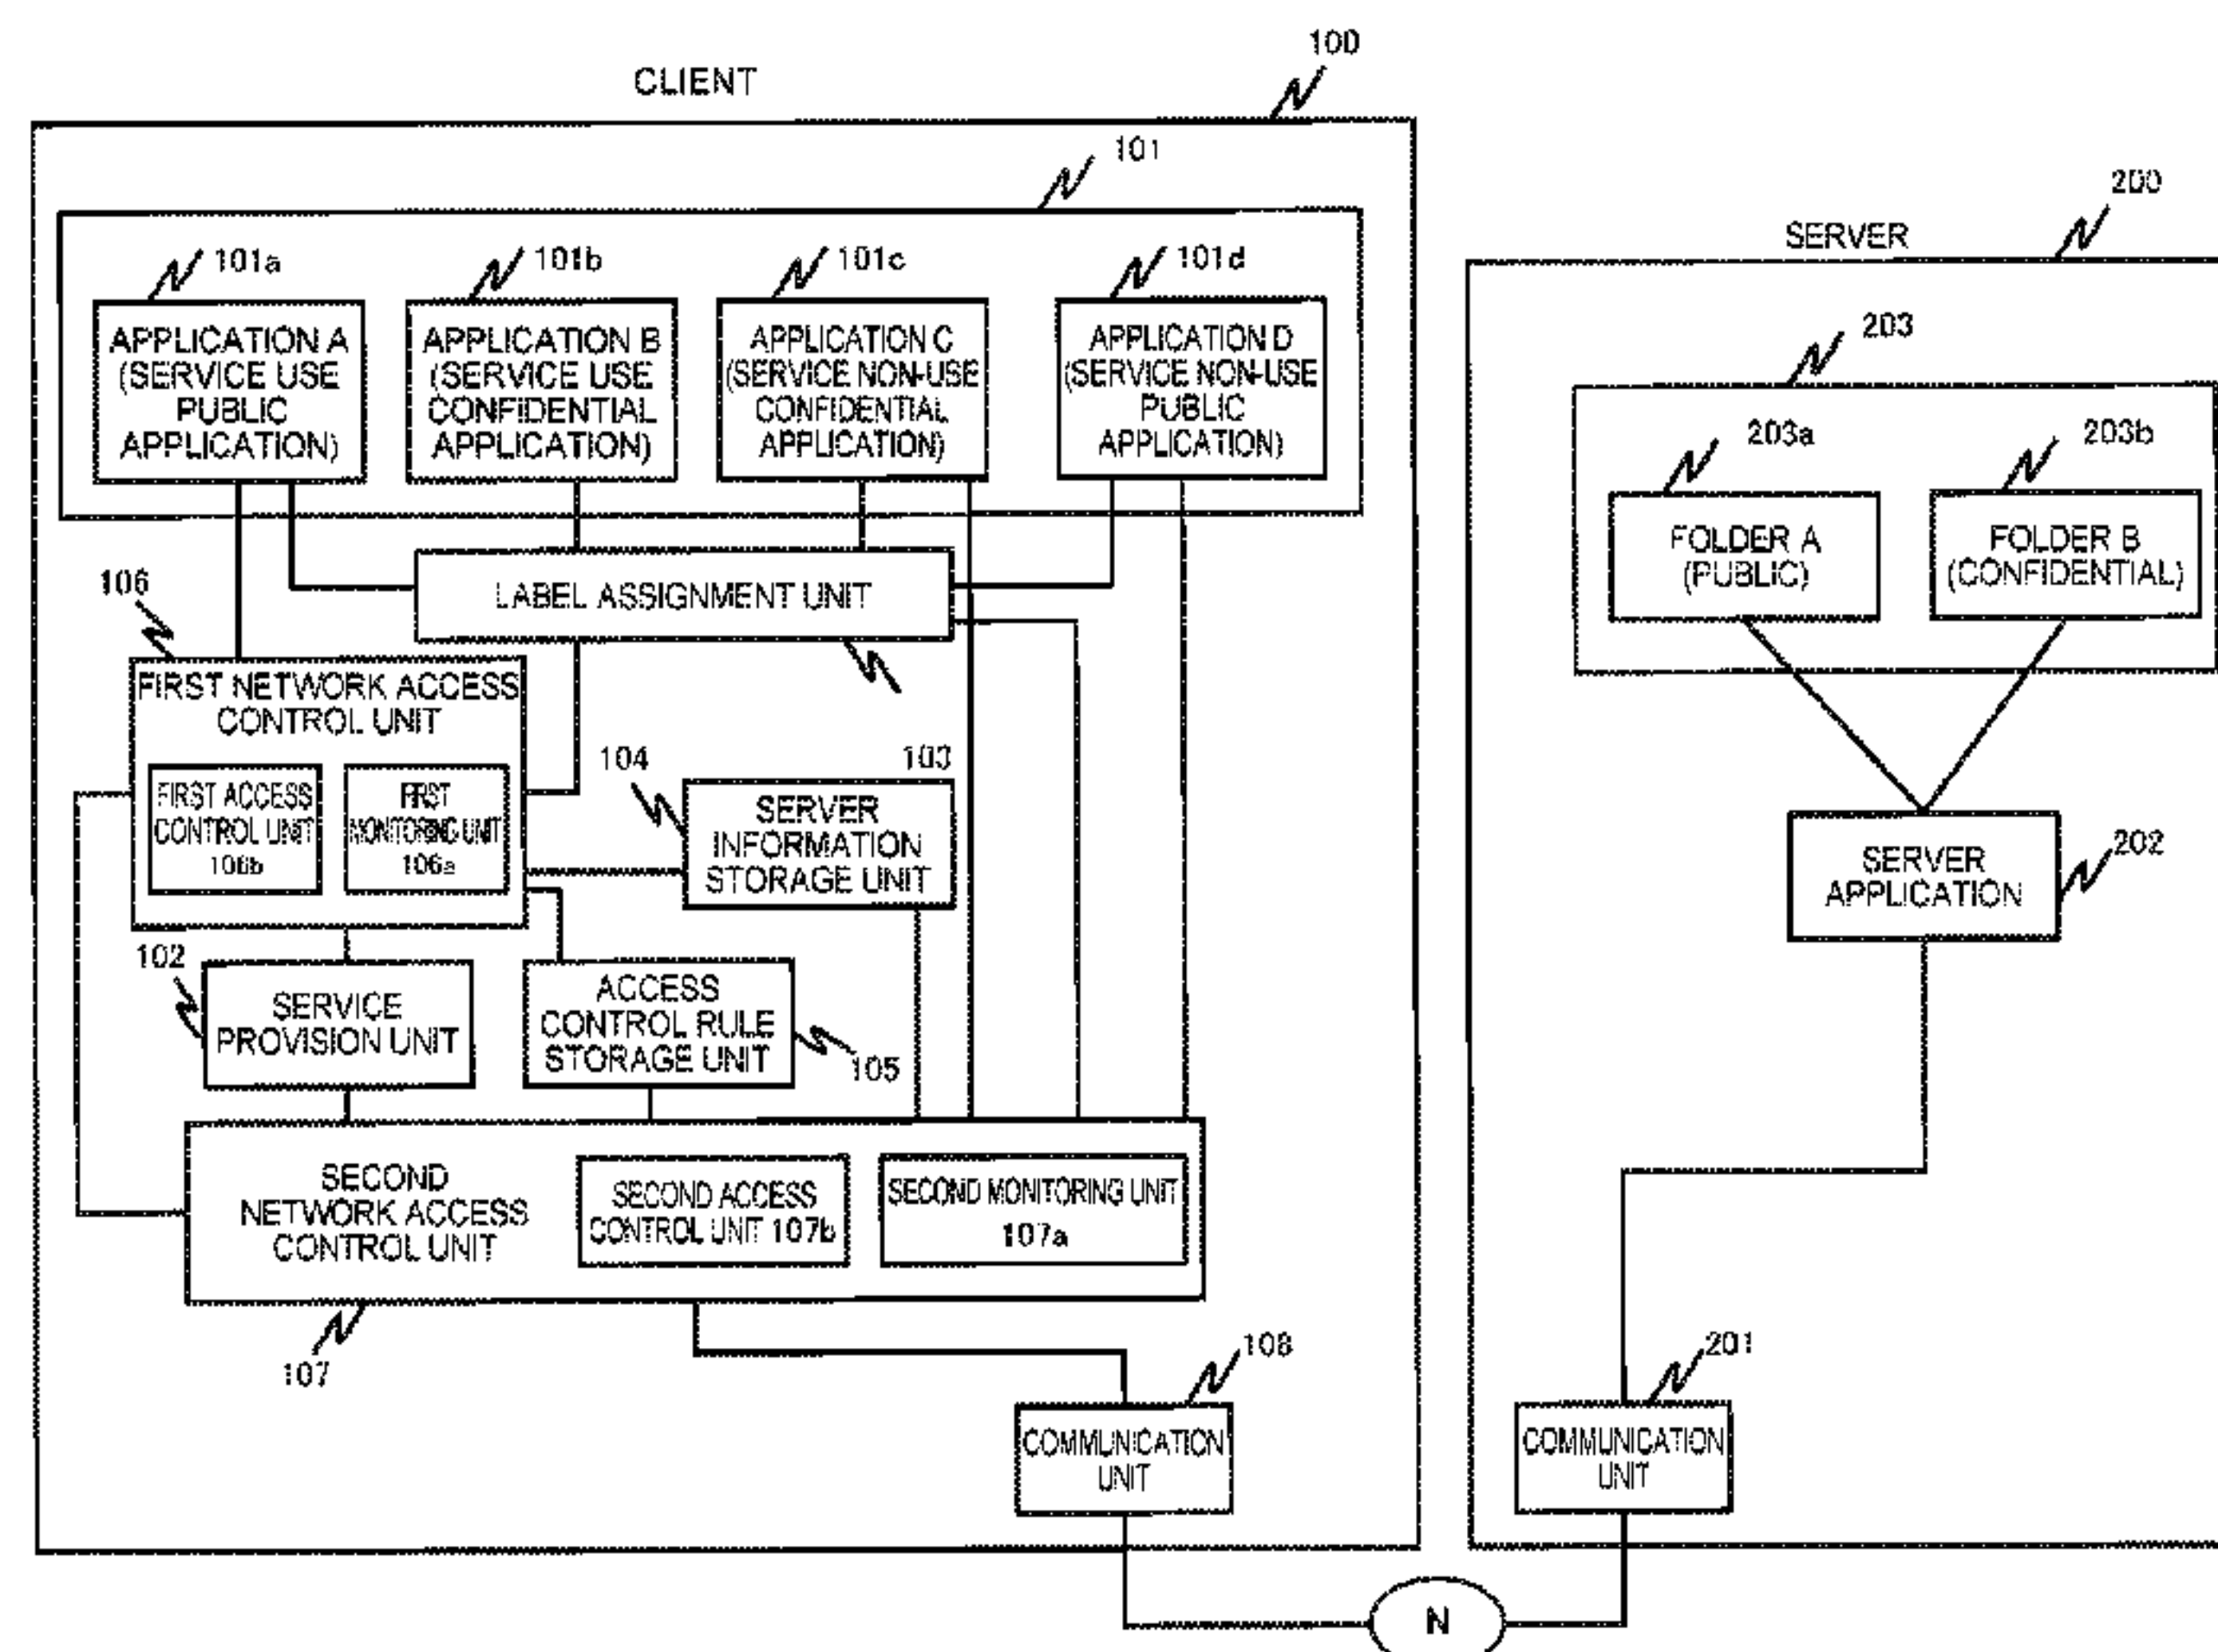 100
CLIENT
101
101a
101b
101c
101d
APPLICATION A
(SERVICE USE
PUBLIC
APPLICATION)
APPLICATION B
(SERVICE USE
CONFIDENTIAL
APPLICATION)
APPLICATION C
(SERVICE NON-USE
CONFIDENTIAL
APPLICATION)
APPLICATION D
(SERVICE NON-USE
PUBLIC
APPLICATION)
LABEL ASSIGNMENT UNIT
106
FIRST NETWORK ACCESS
CONTROL UNIT
FIRST ACCESS
CONTROL UNIT
106b
FIRST
MONITORING UNIT
106a
104
103
SERVER
INFORMATION
STORAGE UNIT
102
SERVICE
PROVISION UNIT
ACCESS
CONTROL RULE
STORAGE UNIT
105
SECOND
NETWORK ACCESS
CONTROL UNIT
SECOND ACCESS
CONTROL UNIT 107b
SECOND MONITORING UNIT
107a
107
108
COMMUNICATION
UNIT
200
SERVER
203
203a
203b
FOLDER A
(PUBLIC)
FOLDER B
(CONFIDENTIAL)
SERVER
APPLICATION
202
201
COMMUNICATION
UNIT
N